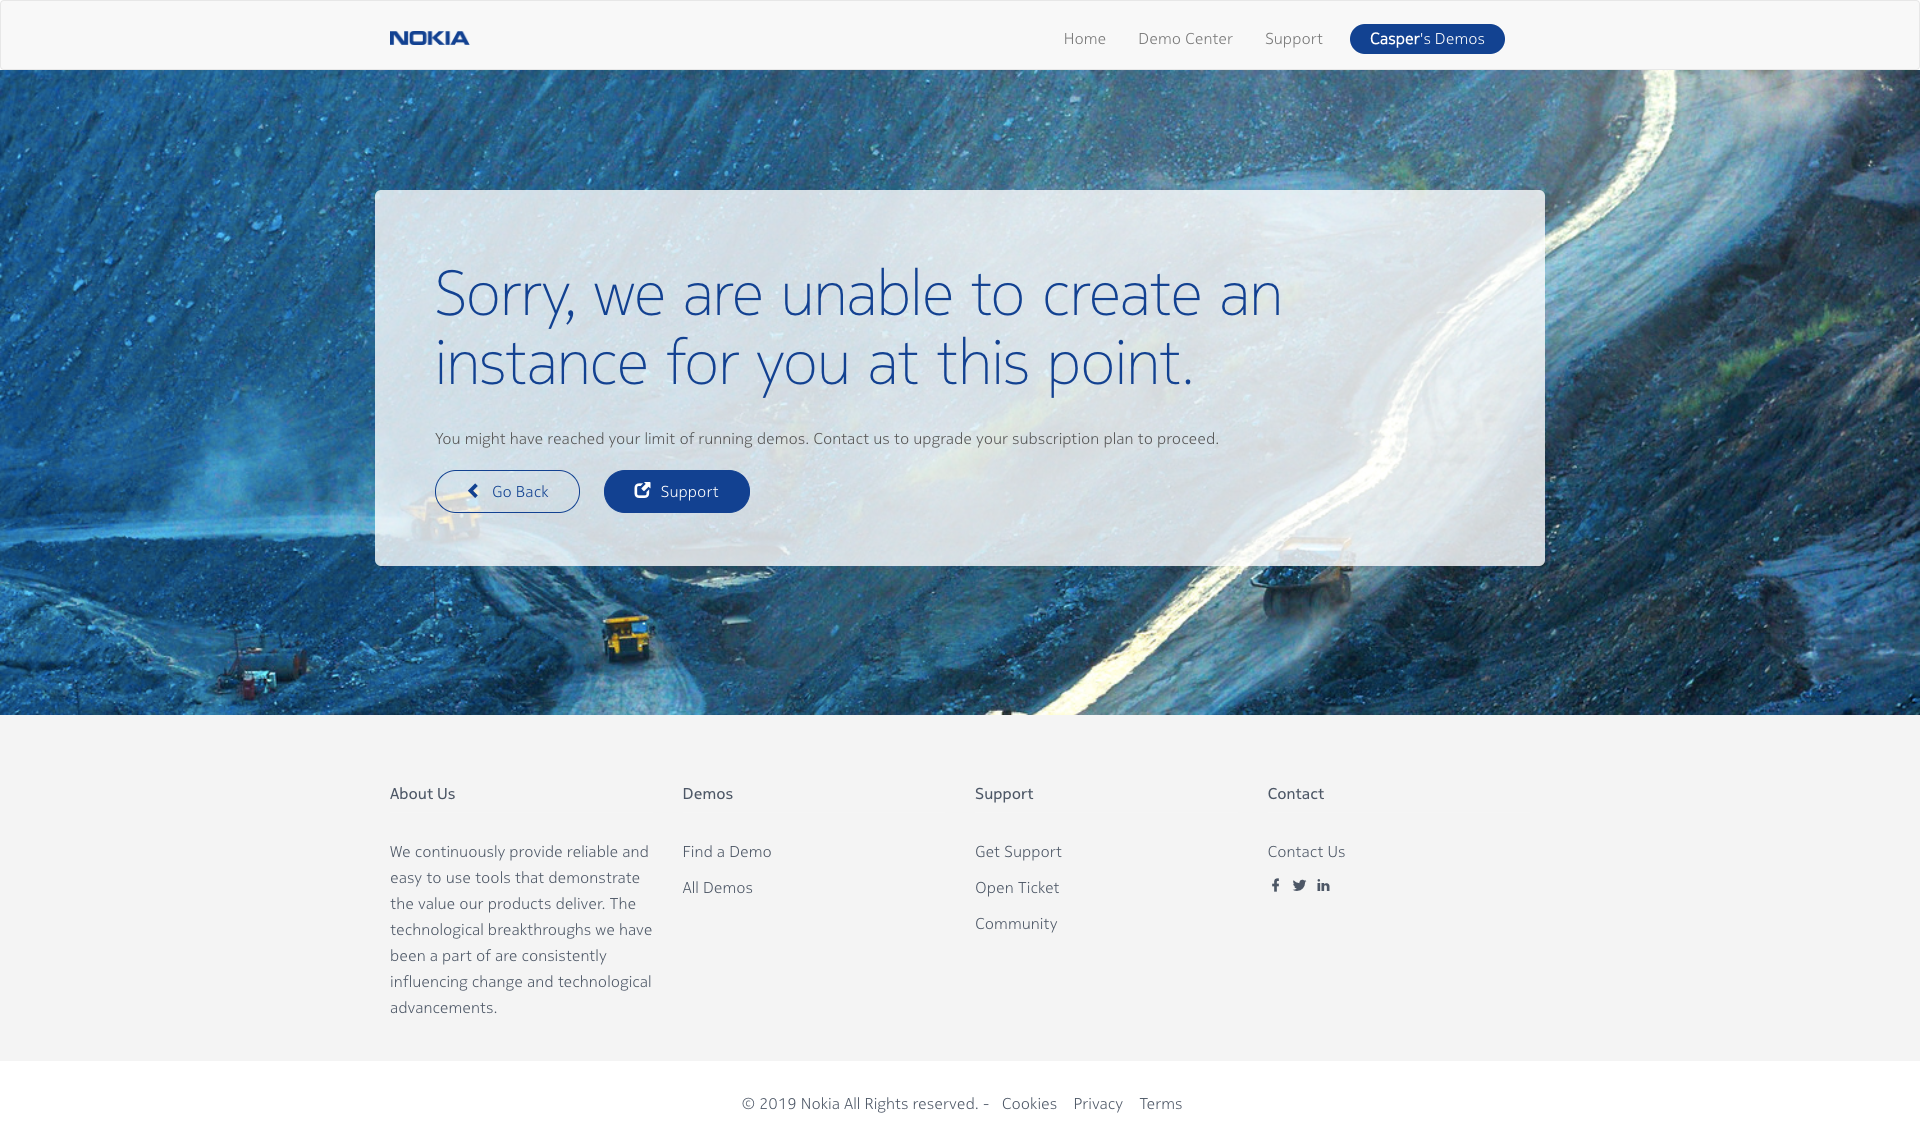 NOKIA
Home
Demo Center
Support
Casper's Demos
Sorry, we are unable to create an
instance for you at this point.
You might have reached your limit of running demos. Contact us to upgrade your subscription plan to proceed.
Go Back
Support
About Us
We continuously provide reliable and
easy to use tools that demonstrate
the value our products deliver. The
technological breakthroughs we have
been a part of are consistently
influencing change and technological
advancements.
Demos
Find a Demo
All Demos
Support
Get Support
Open Ticket
Community
Contact
Contact Us
© 2019 Nokia All Rights reserved. - Cookies Privacy Terms